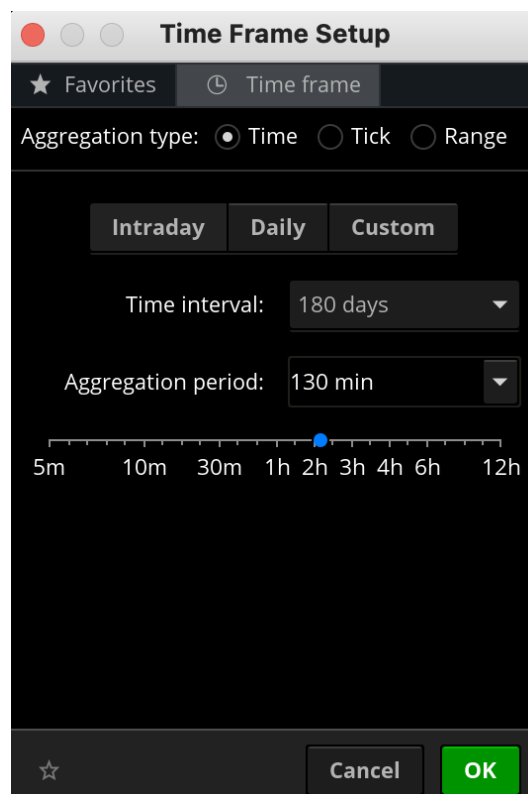 Time Frame Setup
Favorites Time frame
Aggregation type: Time Tick Range
Intraday Daily Custom
Time interval: 180 days
Aggregation period: 130 min
5m 10m 30m 1h 2h 3h 4h 6h 12h
Cancel OK